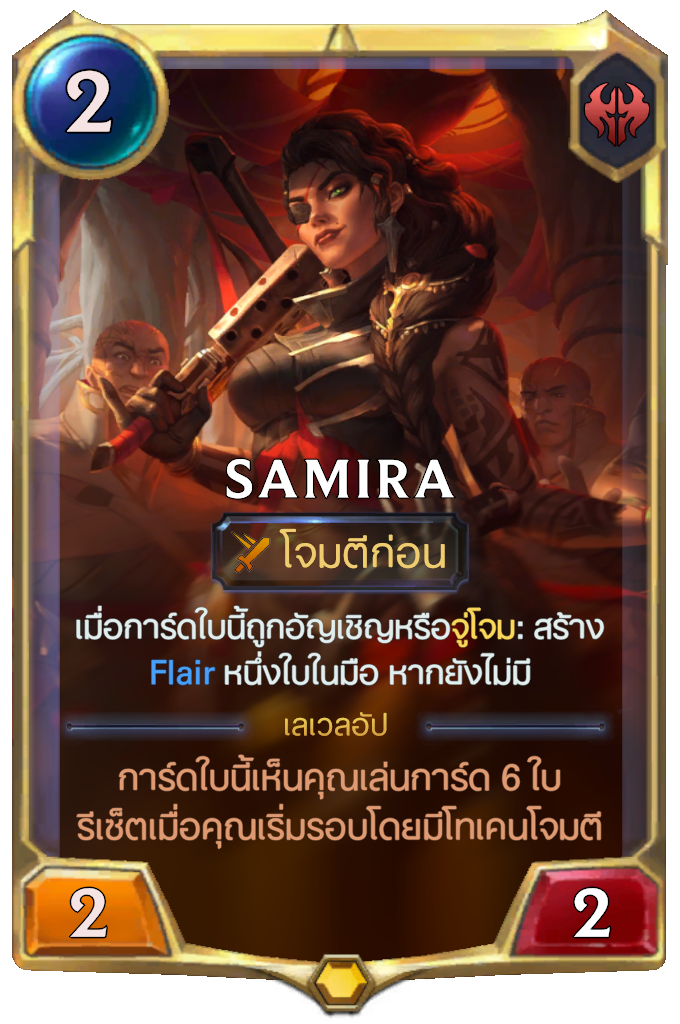 2
SAMIRA
โจมตีก่อน
เมื่อการ์ดใบนี้ถูกอัญเชิญหรือจู่โจม: สร้าง
Flair หนึ่งใบในมือ หากยังไม่มี
เลเวลอัป
การ์ดใบนี้เห็นคุณเล่นการ์ด 6 ใบ
รีเซ็ตเมื่อคุณเริ่มรอบโดยมีโทเคนโจมตี
2
2